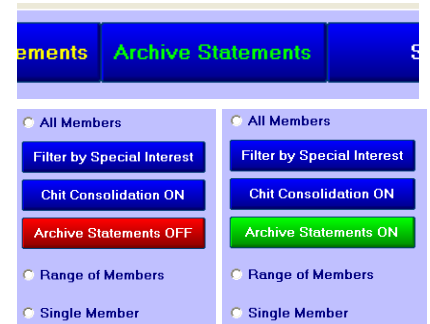 ements Archive Statements S
All Members
Filter by Special Interest
Chit Consolidation ON
Archive Statements OFF
Range of Members
Single Member
All Members
Filter by Special Interest
Chit Consolidation ON
Archive Statements ON
Range of Members
Single Member